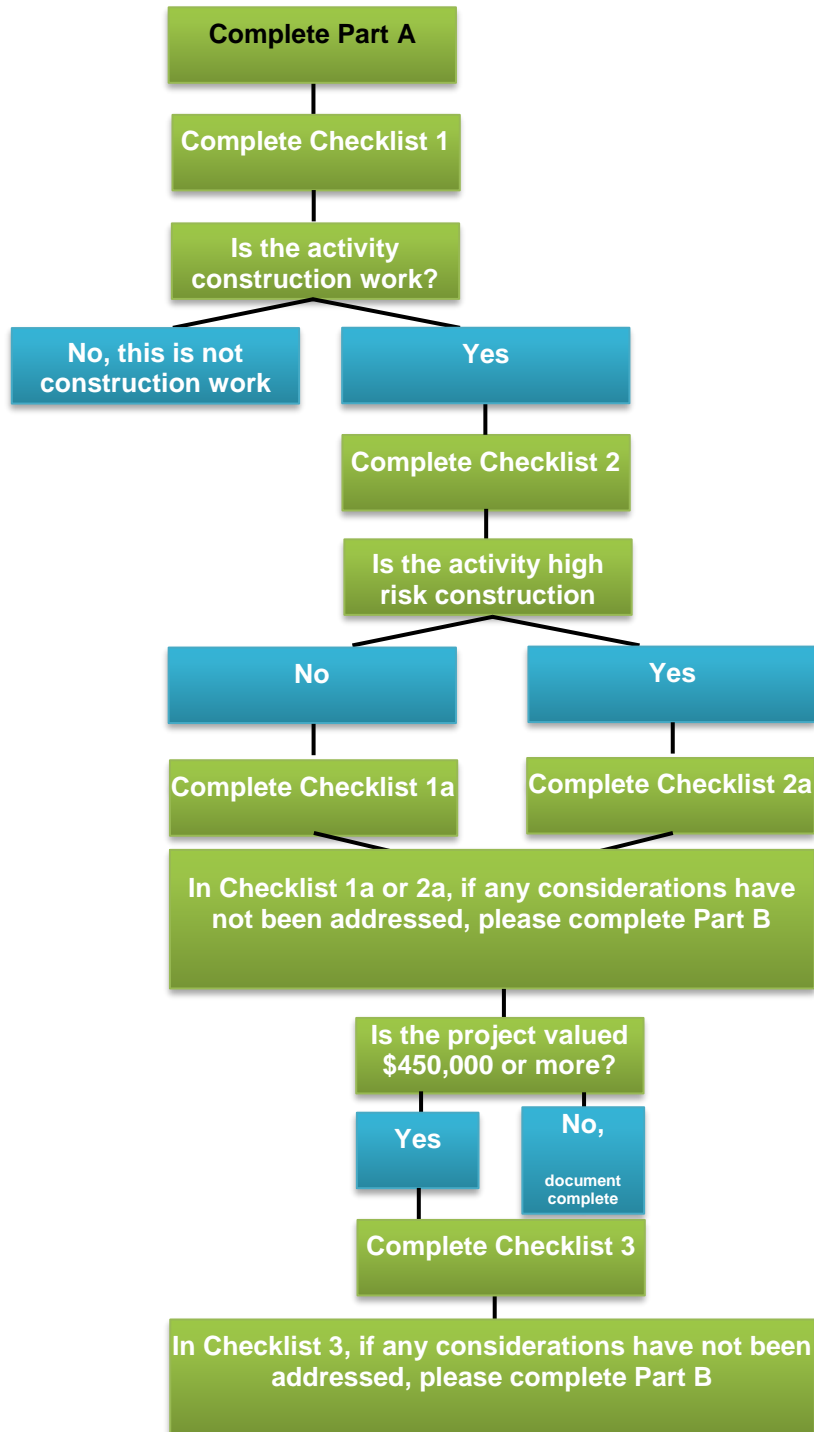 Complete Part A
Complete Checklist 1
Is the activity
construction work?
No, this is not
construction work
Yes
Complete Checklist 2
Is the activity high
risk construction
No
Yes
Complete Checklist 1a
Complete Checklist 2a
In Checklist 1a or 2a, if any considerations have
not been addressed, please complete Part B
Is the project valued
$450,000 or more?
Yes
No,
document
complete
Complete Checklist 3
In Checklist 3, if any considerations have not been
addressed, please complete Part B